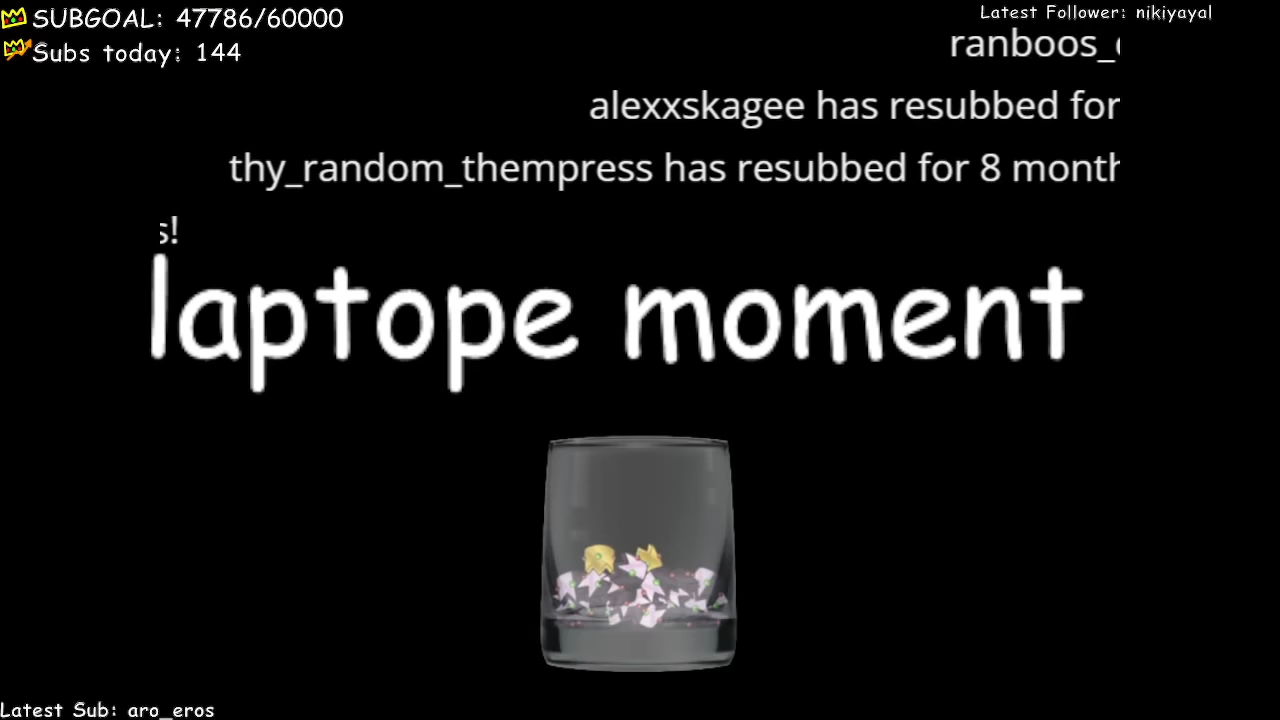 SUBGOAL: 47786/60000
Latest Follower: nikiyayal
Subs today: 144
ranboos_
alexxskagee has resubbed for
thy_random_thempress has resubbed for 8 month
s!
laptope moment
Latest Sub: aro_eros